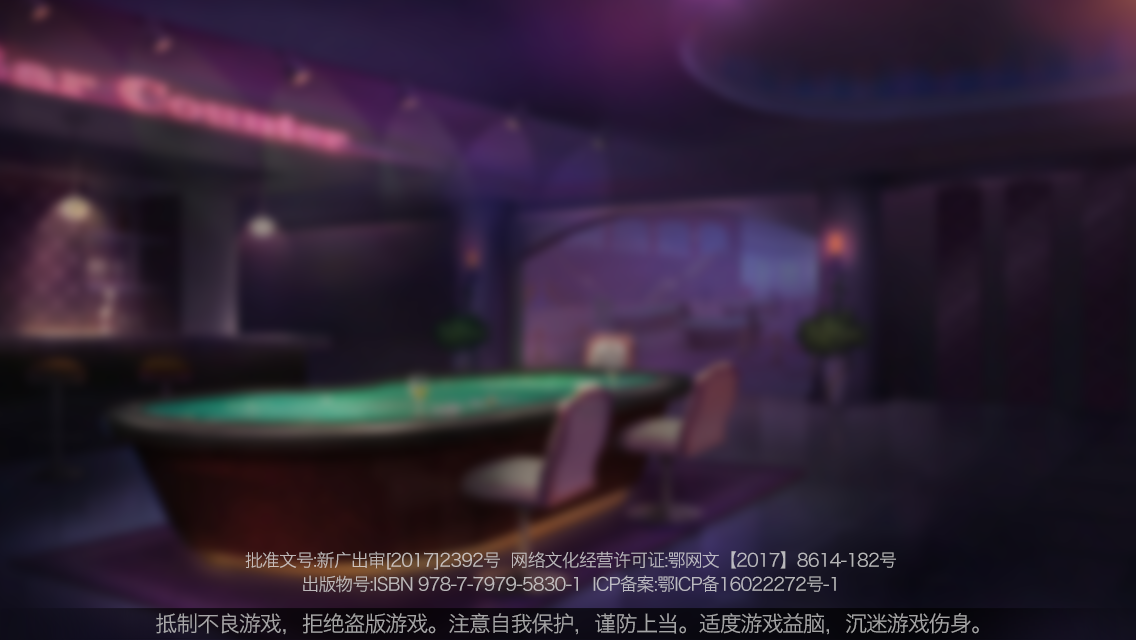 Counter
批准文号:新广出审[2017]2392号 网络文化经营许可证:鄂网文【2017】8614-182号
出版物号:ISBN 978-7-7979-5830-1 ICP备案:鄂ICP备16022272号-1
抵制不良游戏，拒绝盗版游戏。注意自我保护，谨防上当。适度游戏益脑，沉迷游戏伤身。